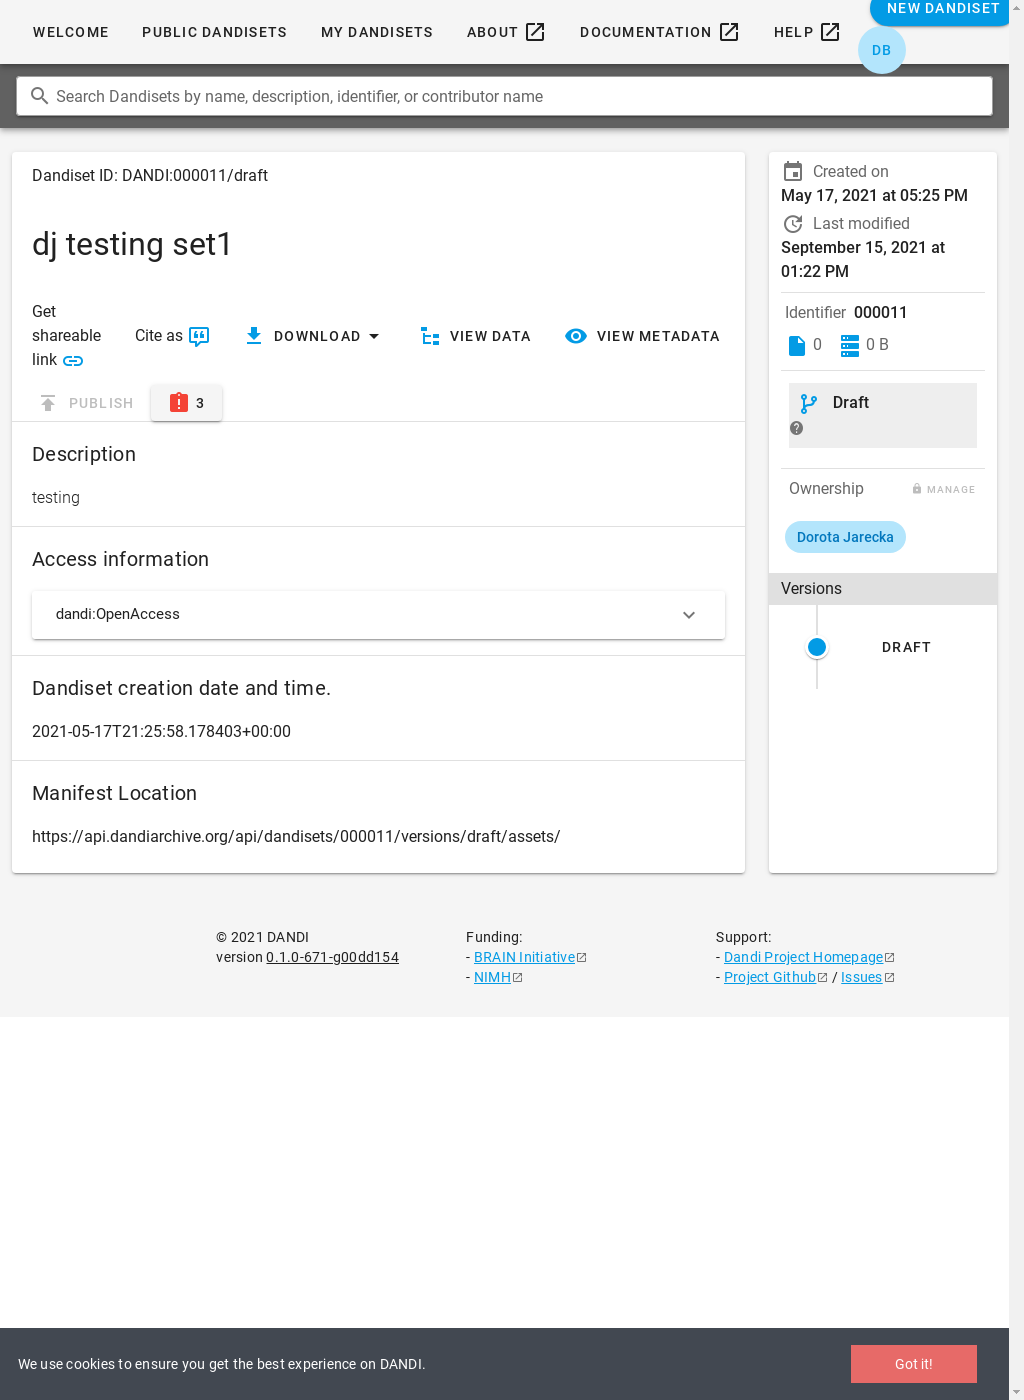 WELCOME
PUBLIC DANDISETS
MY DANDISETS
ABOUT
DOCUMENTATION
HELP
NEW DANDISET
DB
Search Dandisets by name, description, identifier, or contributor name
Dandiset ID: DANDI:000011/draft
dj testing set1
Get
shareable
link
Cite as
DOWNLOAD
VIEW DATA
VIEW METADATA
PUBLISH
3
Description
testing
Access information
dandi:OpenAccess
Dandiset creation date and time.
2021-05-17T21:25:58.178403+00:00
Manifest Location
https://api.dandiarchive.org/api/dandisets/000011/versions/draft/assets/
Created on
May 17, 2021 at 05:25 PM
Last modified
September 15, 2021 at
01:22 PM
Identifier 000011
0
0 B
Draft
Ownership
MANAGE
Dorota Jarecka
Versions
DRAFT
© 2021 DANDI
version 0.1.0-671-g00dd154
Funding:
- BRAIN Initiative
- NIMH
Support:
- Dandi Project Homepage
- Project Github / Issues
We use cookies to ensure you get the best experience on DANDI.
Got it!